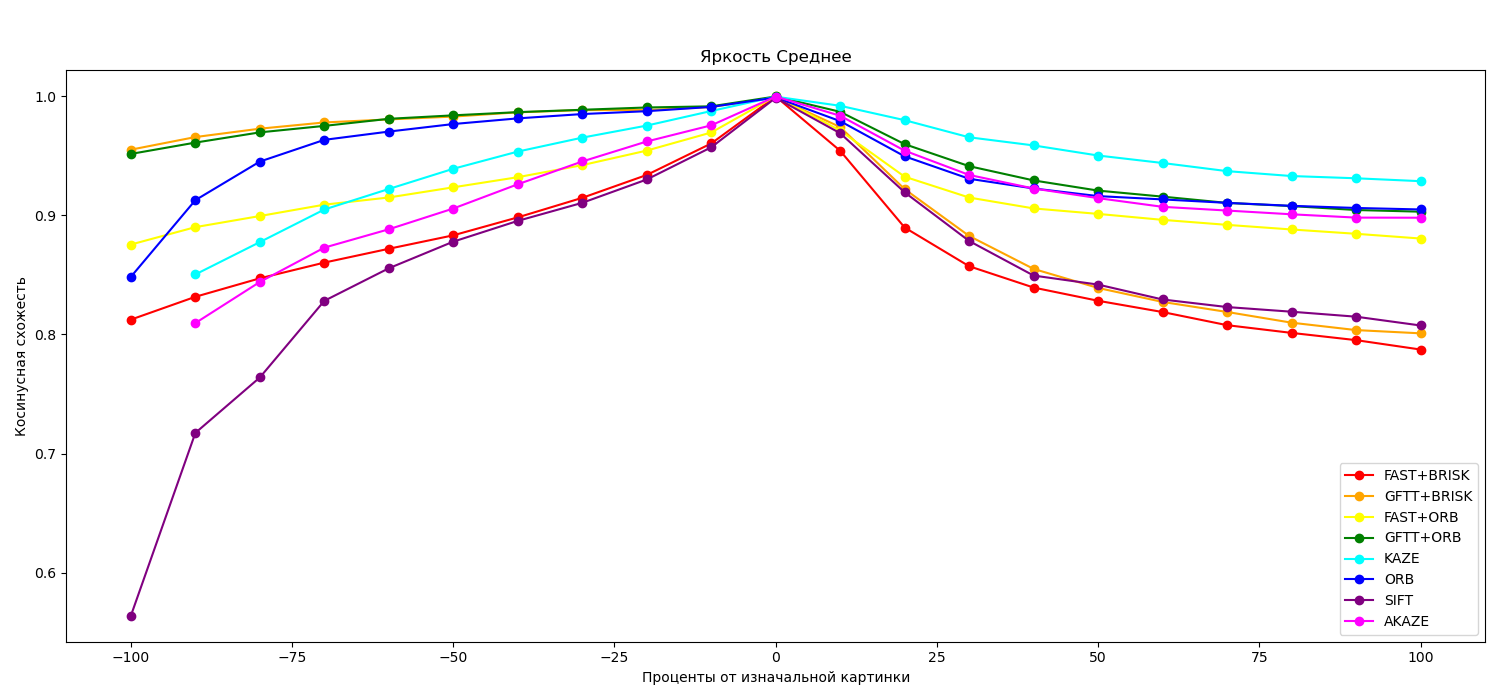 Яркость Среднее
Косинусная схожесть
1.0
0.9
0.8
0.7
0.6
−100
−75
−50
−25
0
25
50
75
100
Проценты от изначальной картинки
FAST+BRISK
GFTT+BRISK
FAST+ORB
GFTT+ORB
KAZE
ORB
SIFT
AKAZE